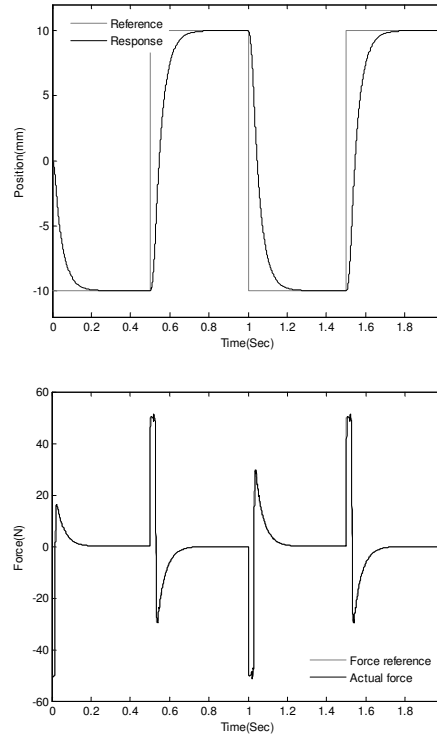 Reference
Response
10
5
0
-5
-10
Position(mm)
0 0.2 0.4 0.6 0.8 1 1.2 1.4 1.6 1.8
Time(Sec)
60
40
20
0
-20
-40
-60
Force(N)
Force reference
Actual force
0 0.2 0.4 0.6 0.8 1 1.2 1.4 1.6 1.8
Time(Sec)